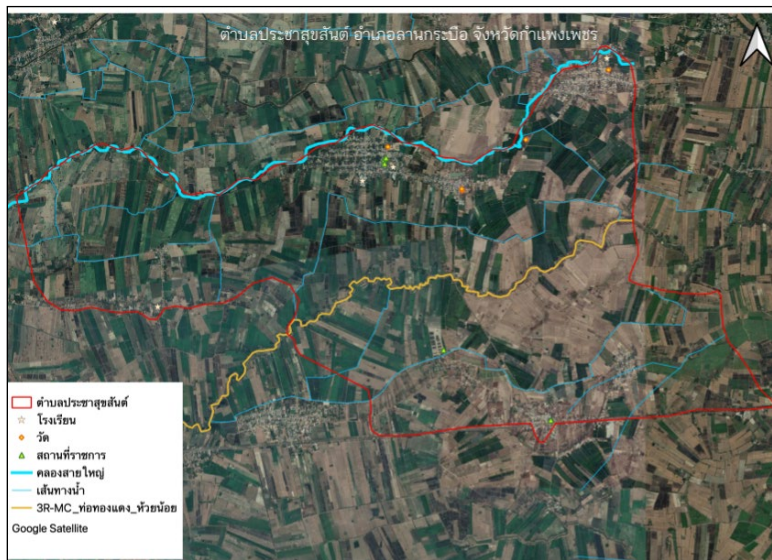 ตำบลประชาสุขสันต์ อำเภอลานกระบือ จังหวัดกำแพงเพชร
ตำบลประชาสุขสันต์
โรงเรียน
วัด
สถานที่ราชการ
คลองสายใหญ่
เส้นทางน้ำ
3R-MC_ท่อทองแดง_ห้วยน้อย
Google Satellite